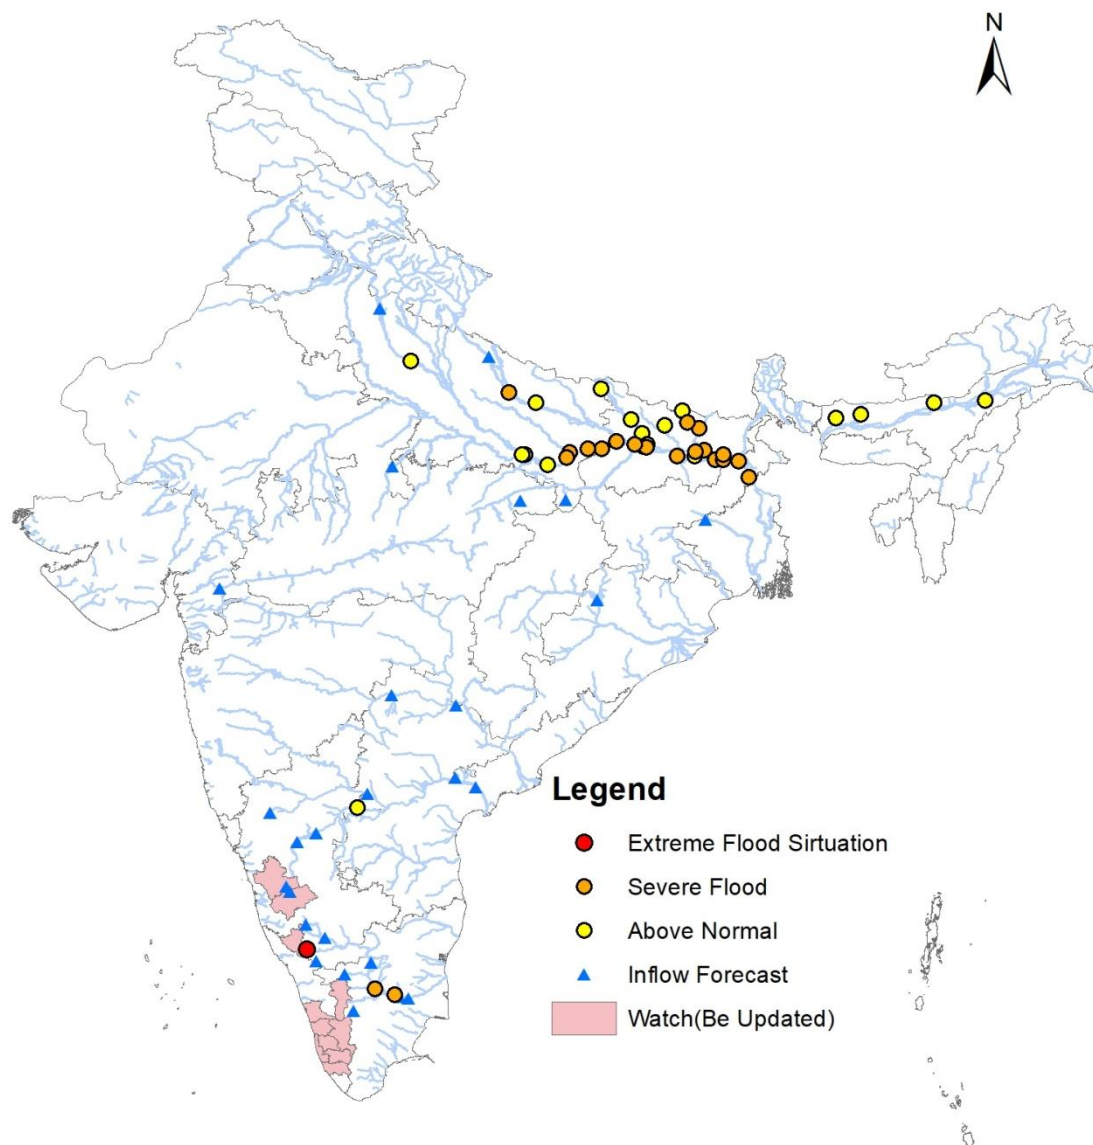 N
Legend
Extreme Flood Sirtuation
Severe Flood
Above Normal
Inflow Forecast
Watch(Be Updated)